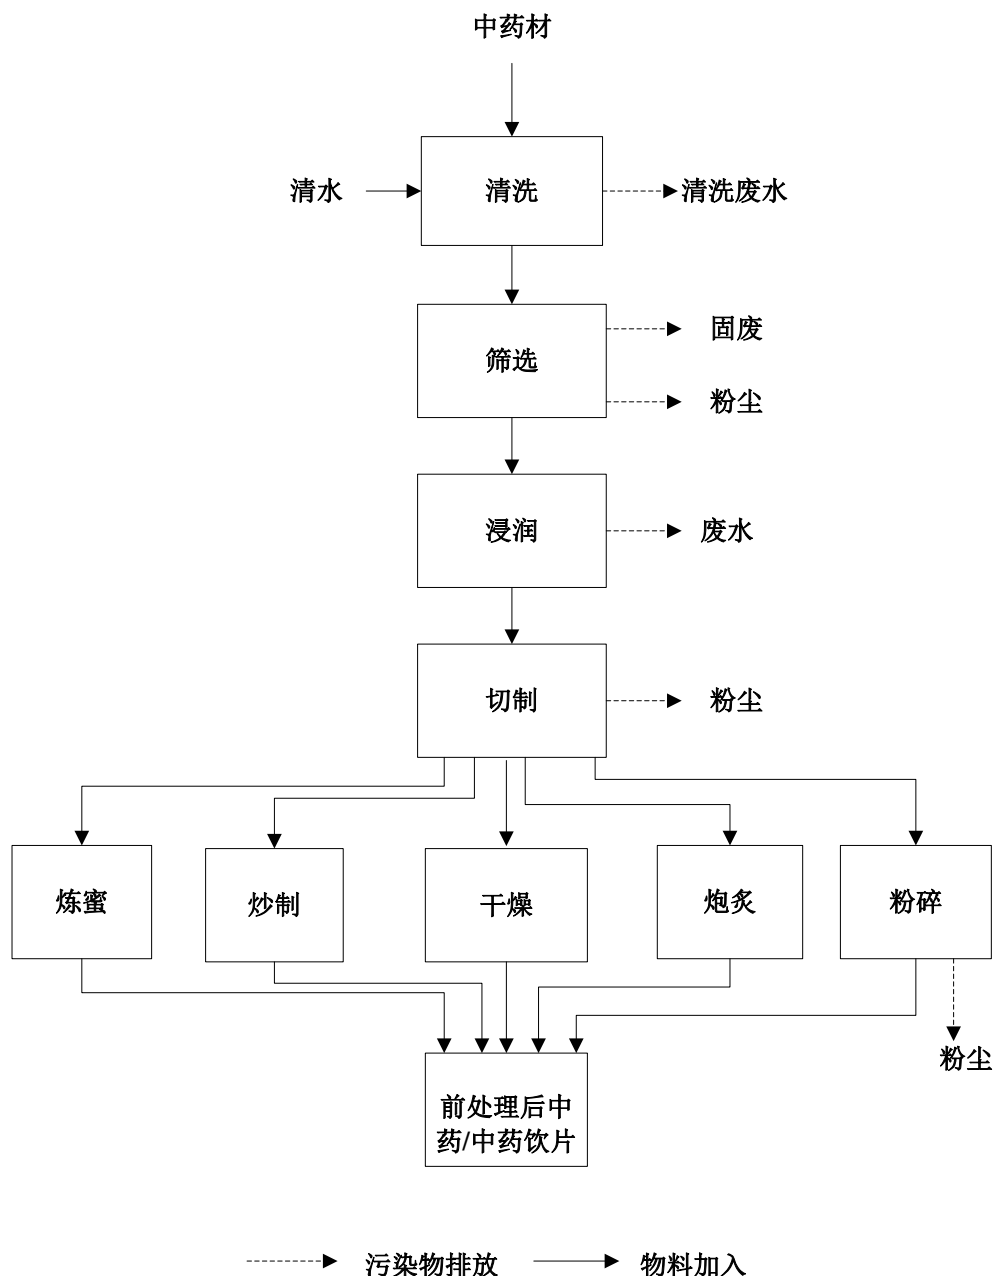 中药材
清水
清洗
清洗废水
筛选
固废
粉尘
浸润
废水
切制
粉尘
炼蜜
炒制
干燥
炮炙
粉碎
粉尘
前处理后中
药/中药饮片
污染物排放
物料加入